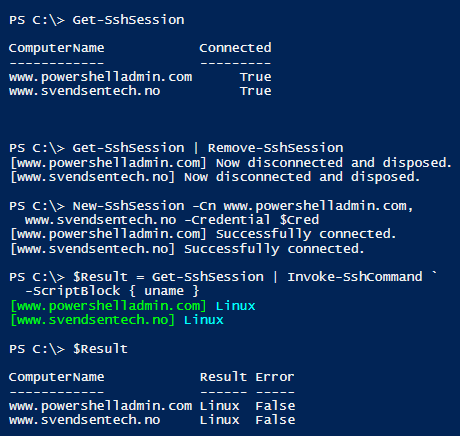 PS C:\> Get-SshSession
ComputerName Connected
------------ ---------
www.powershelladmin.com True
www.svendsentech.no True
PS C:\> Get-SshSession | Remove-SshSession
[www.powershelladmin.com] Now disconnected and disposed.
[www.svendsentech.no] Now disconnected and disposed.
PS C:\> New-SshSession -Cn www.powershelladmin.com,
www.svendsentech.no -Credential $Cred
[www.powershelladmin.com] Successfully connected.
[www.svendsentech.no] Successfully connected.
PS C:\> $Result = Get-SshSession | Invoke-SshCommand `
-ScriptBlock { uname }
[www.powershelladmin.com] Linux
[www.svendsentech.no] Linux
PS C:\> $Result
ComputerName Result Error
------------ ------ -----
www.powershelladmin.com Linux False
www.svendsentech.no Linux False